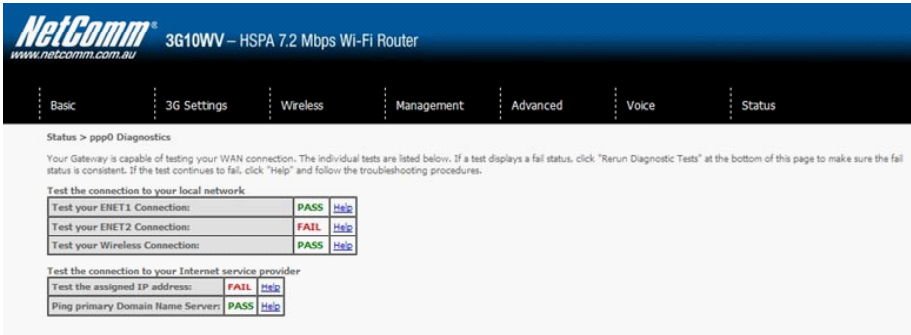 NetComm®
www.netcomm.com.au
3G10WV – HSPA 7.2 Mbps Wi-Fi Router
Basic 3G Settings Wireless Management Advanced Voice Status
Status > ppp0 Diagnostics
Your Gateway is capable of testing your WAN connection. The individual tests are listed below. If a test displays a fail status, click "Rerun Diagnostic Tests" at the bottom of this page to make sure the fail
status is consistent. If the test continues to fail, click "Help" and follow the troubleshooting procedures.
Test the connection to your local network
Test your ENET1 Connection: PASS Help
Test your ENET2 Connection: FAIL Help
Test your Wireless Connection: PASS Help
Test the connection to your Internet service provider
Test the assigned IP address: FAIL Help
Ping primary Domain Name Server: PASS Help